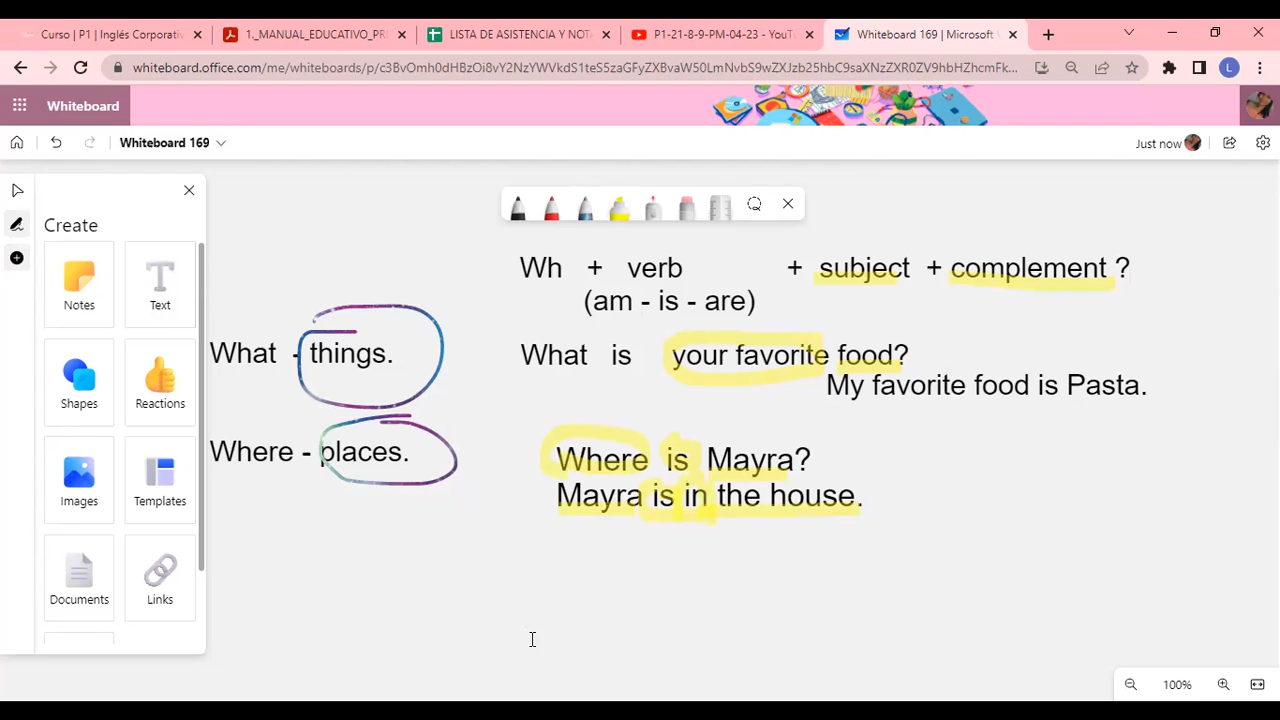 Curso | P1 | Inglés Corporativ
1._MANUAL_EDUCATIVO_PR
LISTA DE ASISTENCIA Y NOTA
P1-21-8-9-PM-04-23 - YouT
Whiteboard 169 | Microsoft
Whiteboard
Whiteboard 169
Just now
Create
Notes
Text
Shapes
Reactions
Images
Templates
Documents
Links
Wh + verb + subject + complement ?
(am - is - are)
What - things.
What is your favorite food?
My favorite food is Pasta.
Where - places.
Where is Mayra?
Mayra is in the house.
100%